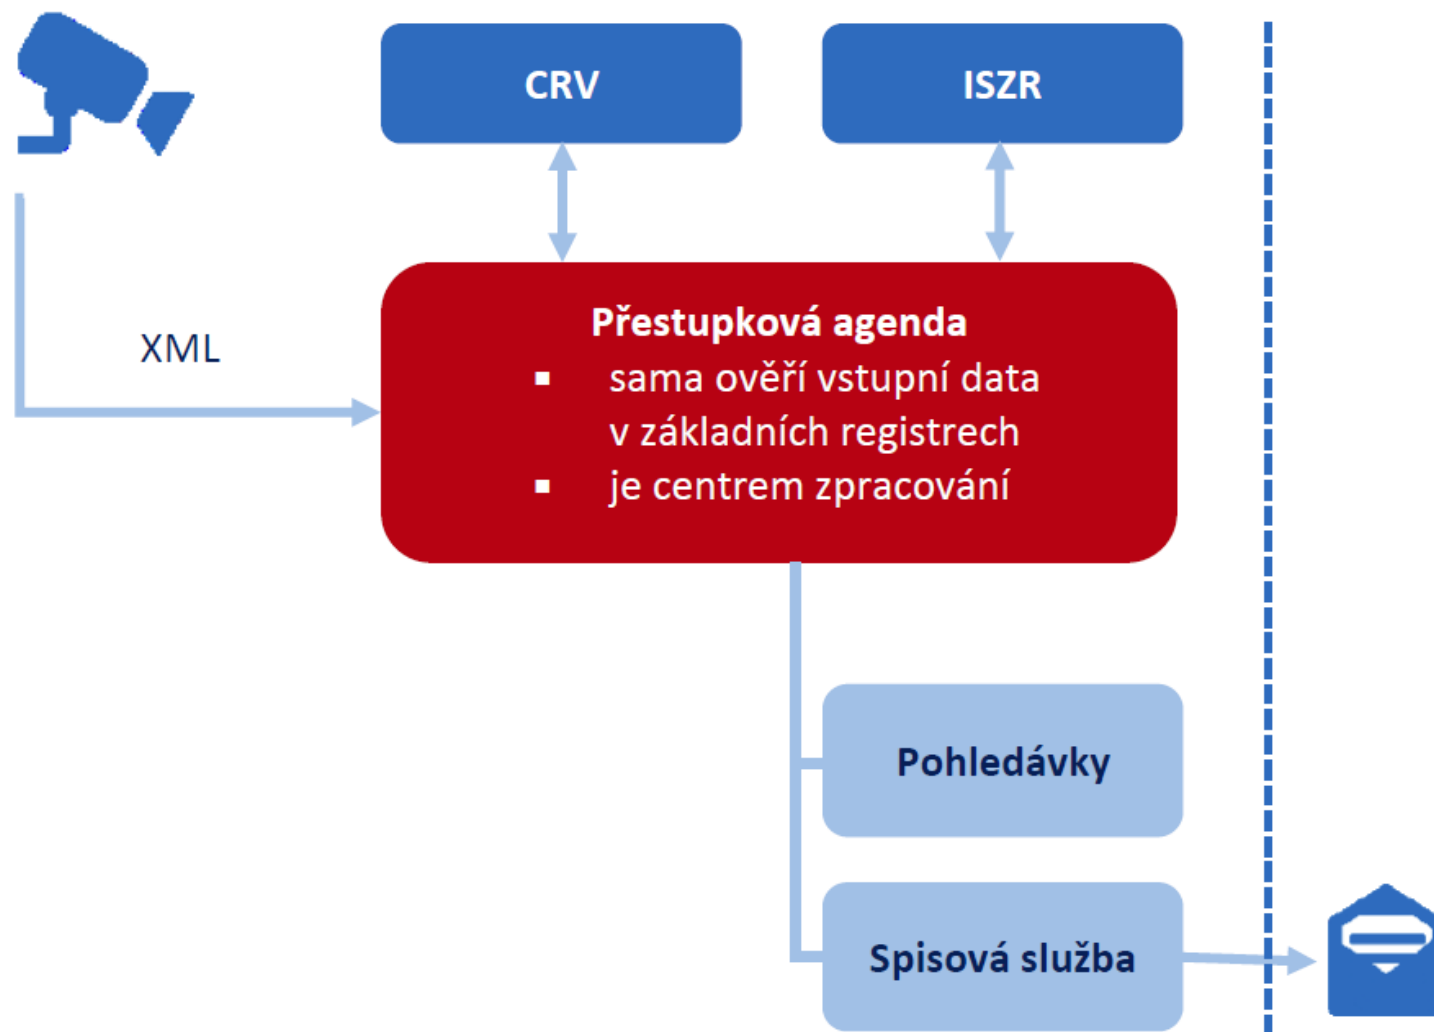 CRV
ISZR
XML
Přestupková agenda
▪ sama ověří vstupní data
v základních registrech
▪ je centrem zpracování
Pohledávky
Spisová služba